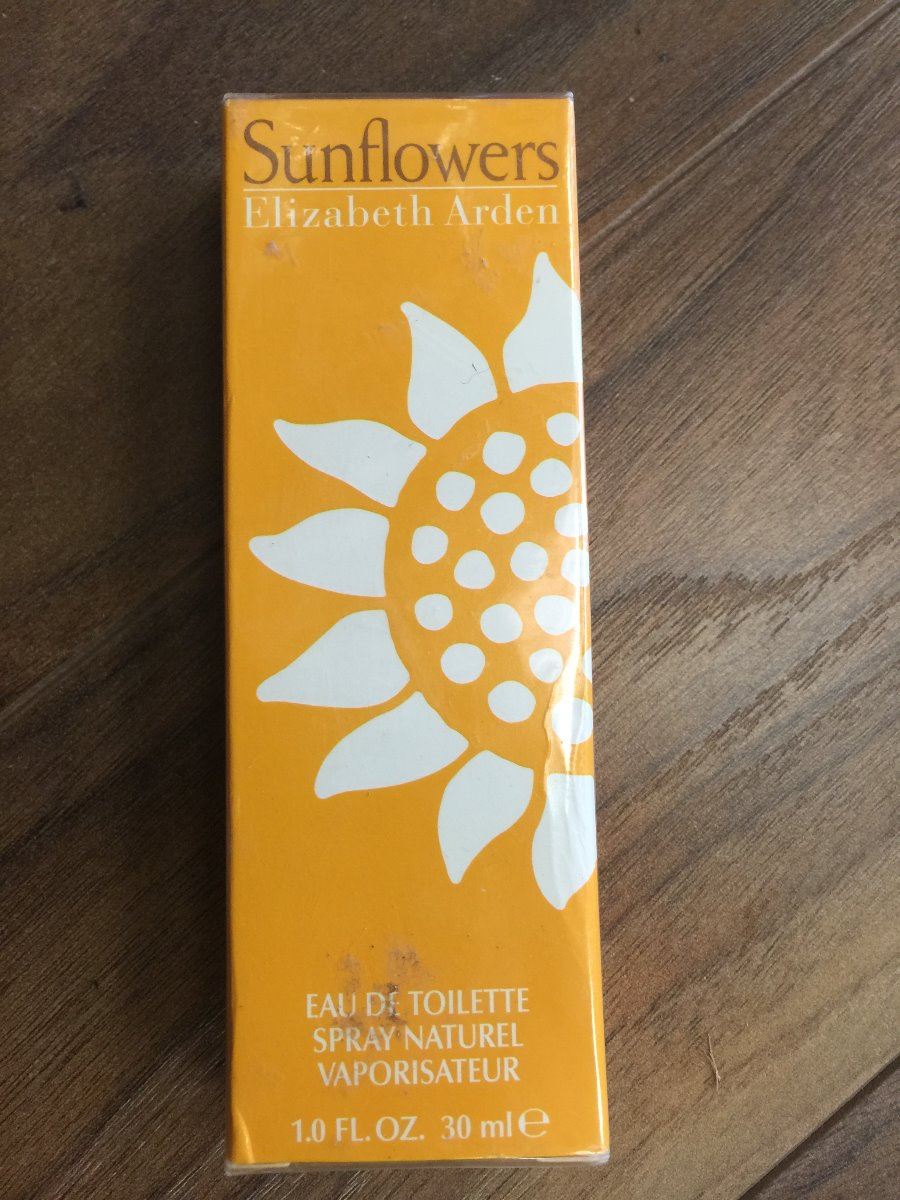 Sunflowers
Elizabeth Arden
EAU DE TOILETTE
SPRAY NATUREL
VAPORISATEUR
1.0 FL. OZ. 30 ml ℮